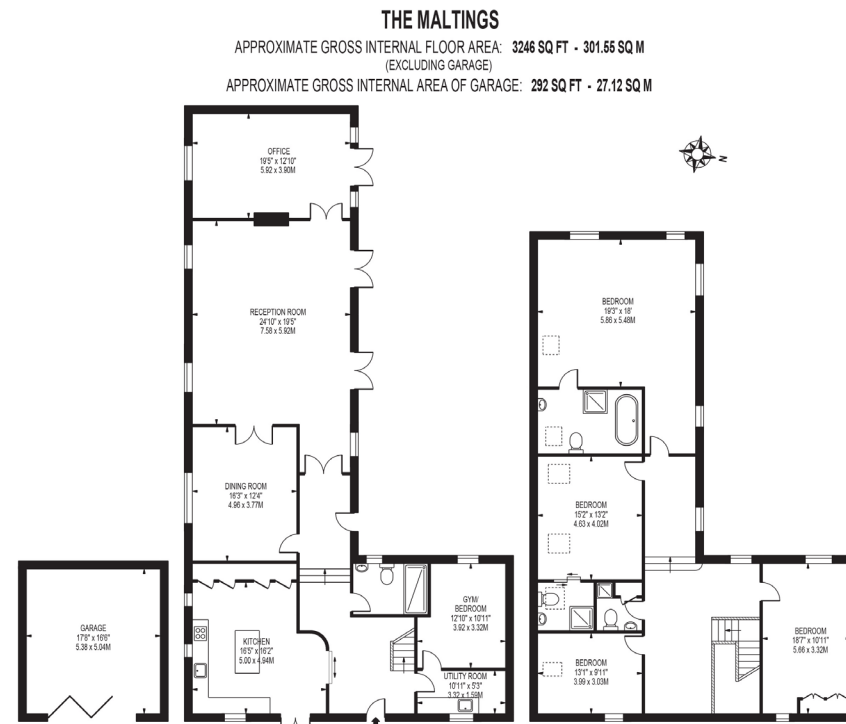 THE MALTINGS
APPROXIMATE GROSS INTERNAL FLOOR AREA: 3246 SQ FT - 301.55 SQ M
(EXCLUDING GARAGE)
APPROXIMATE GROSS INTERNAL AREA OF GARAGE: 292 SQ FT - 27.12 SQ M
N
OFFICE
19'5" x 12'10"
5.92 x 3.90M
RECEPTION ROOM
24'10" x 19'5"
7.58 x 5.92M
DINING ROOM
16'3" x 12'4"
4.96 x 3.77M
GARAGE
17'8" x 16'6"
5.38 x 5.04M
KITCHEN
16'5" x 16'2"
5.00 x 4.94M
GYM/
BEDROOM
12'10" x 10'11"
3.92 x 3.32M
UTILITY ROOM
10'11" x 5'3"
3.32 x 1.59M
BEDROOM
19'3" x 18'
5.86 x 5.48M
BEDROOM
15'2" x 13'2"
4.63 x 4.02M
BEDROOM
13'1" x 9'11"
3.99 x 3.03M
BEDROOM
18'7" x 10'11"
5.66 x 3.32M